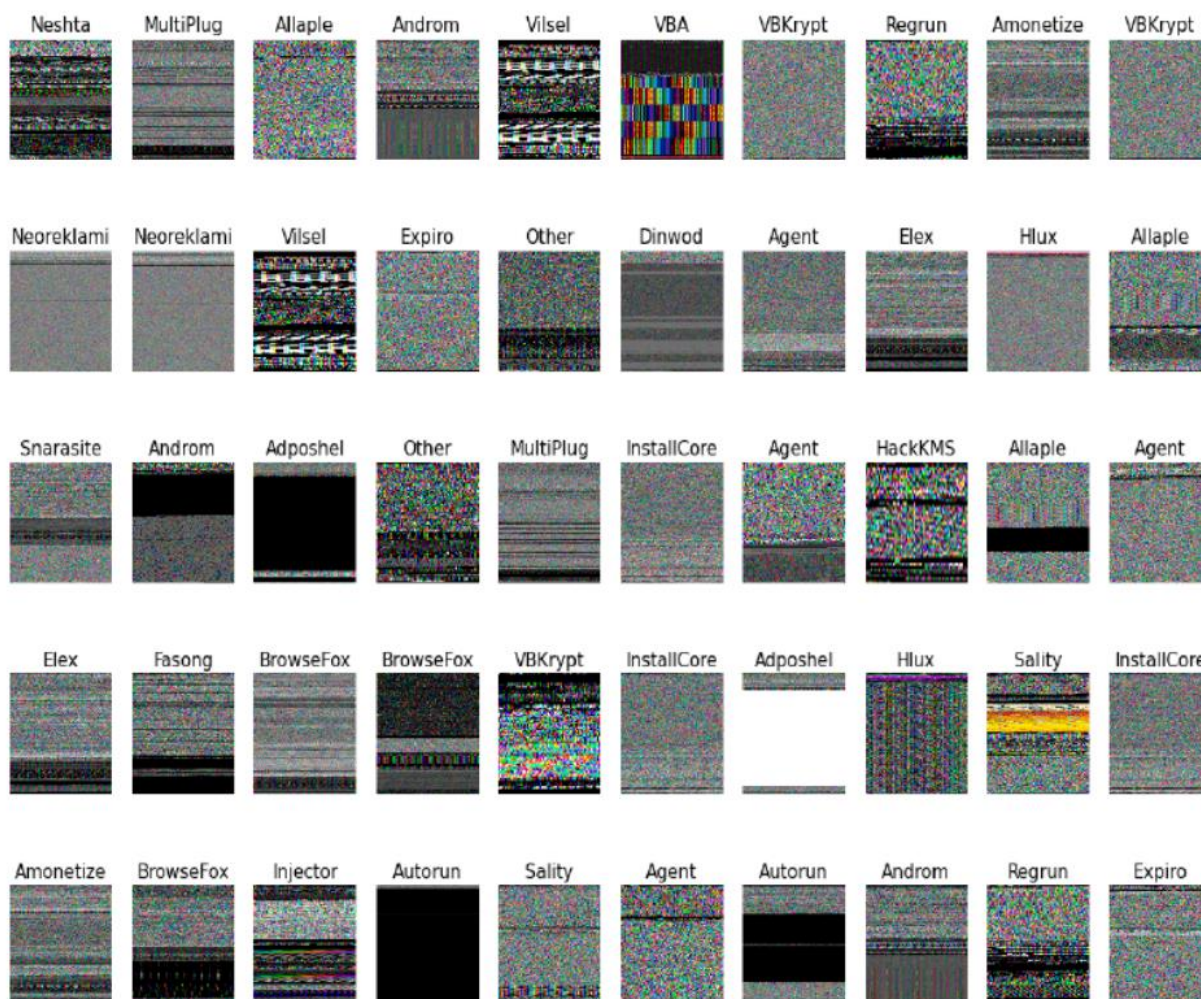 Neshta MultiPlug Allaple Androm Vilsel VBA VBKrypt Regrun Amonetize VBKrypt
Neoreklami Neoreklami Vilsel Expiro Other Dinwod Agent Elex Hlux Allaple
Snarasite Androm Adposhel Other MultiPlug InstallCore Agent HackKMS Allaple Agent
Elex Fasong BrowseFox BrowseFox VBKrypt InstallCore Adposhel Hlux Sality InstallCore
Amonetize BrowseFox Injector Autorun Sality Agent Autorun Androm Regrun Expiro